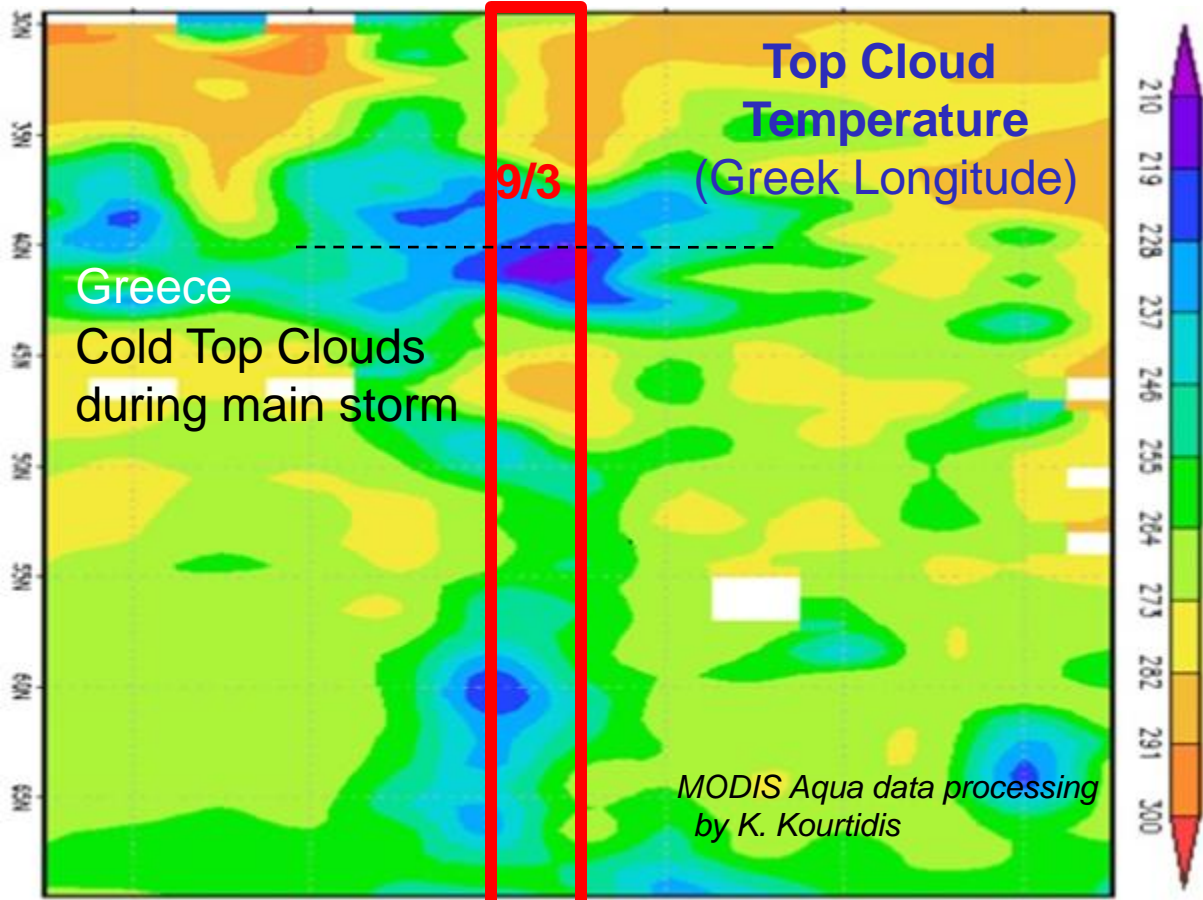 Top Cloud
Temperature
(Greek Longitude)
9/3
Greece
Cold Top Clouds
during main storm
MODIS Aqua data processing
by K. Kourtidis
30N
35N
40N
45N
50N
55N
60N
65N
210
219
228
237
246
255
264
273
282
291
300